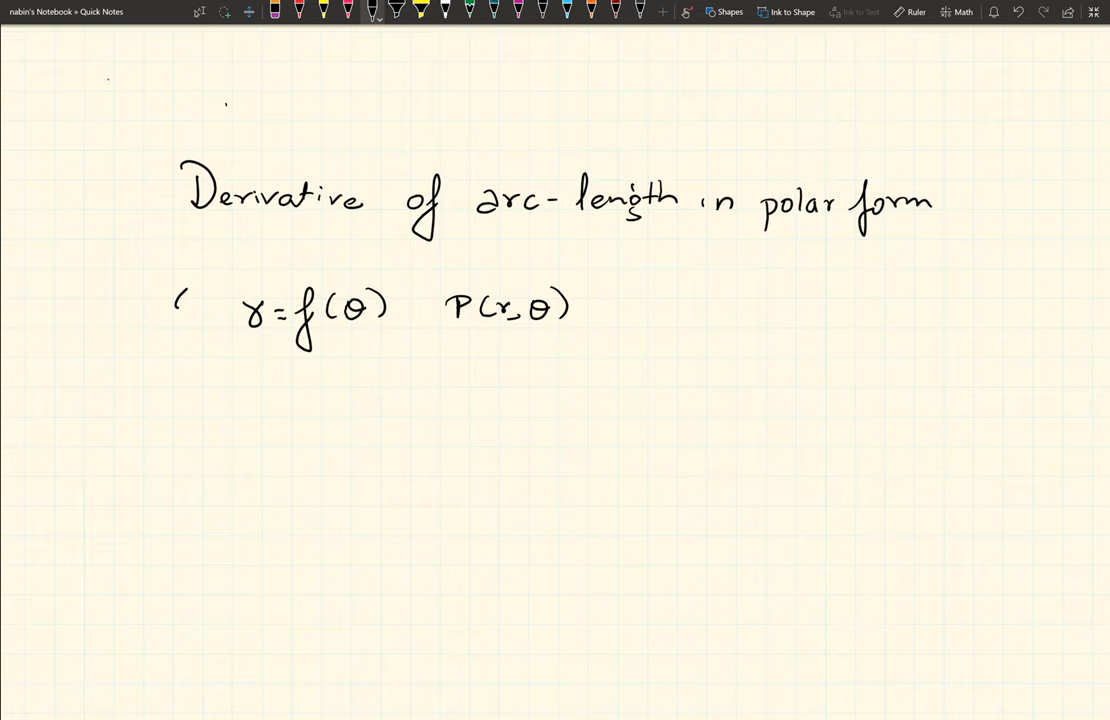 nabin's Notebook » Quick Notes Shapes Ink to Shape Ink to Text Ruler Math
Derivative of arc-length in polar form
( r=f(θ) P(r, θ)